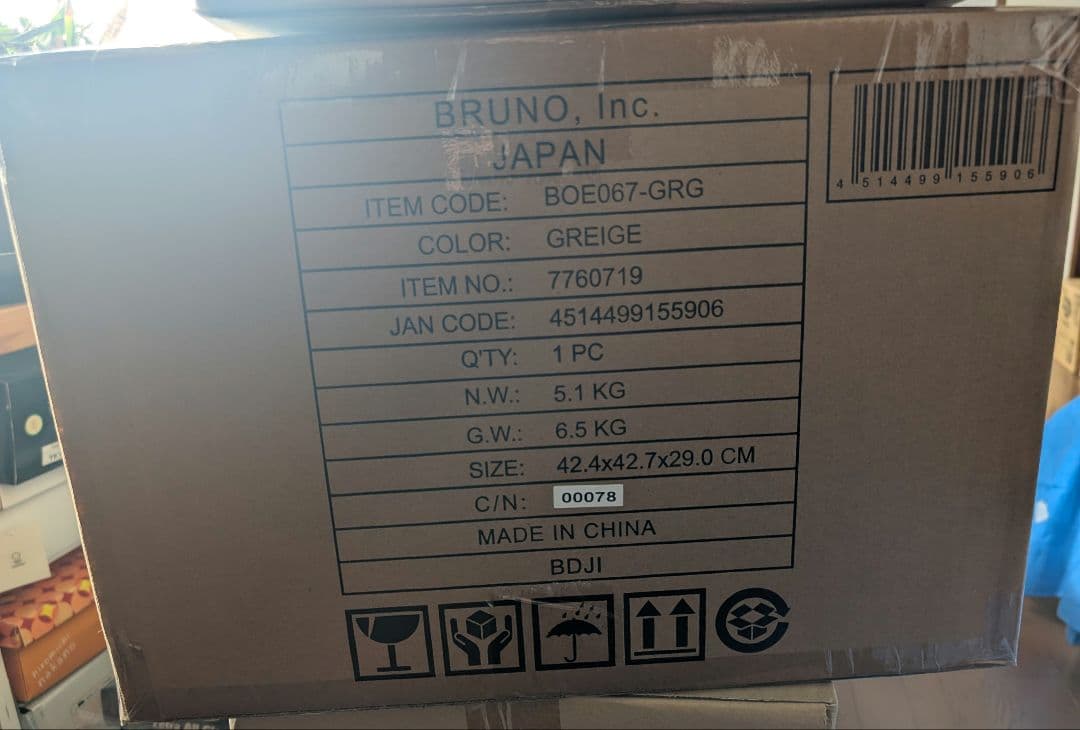 BRUNO, Inc.
JAPAN
ITEM CODE: BOE067-GRG
COLOR: GREIGE
ITEM NO.: 7760719
JAN CODE: 4514499155906
Q'TY: 1 PC
N.W.: 5.1 KG
G.W.: 6.5 KG
SIZE: 42.4x42.7x29.0 CM
C/N: 00078
MADE IN CHINA
BDJI
4 514499 155906